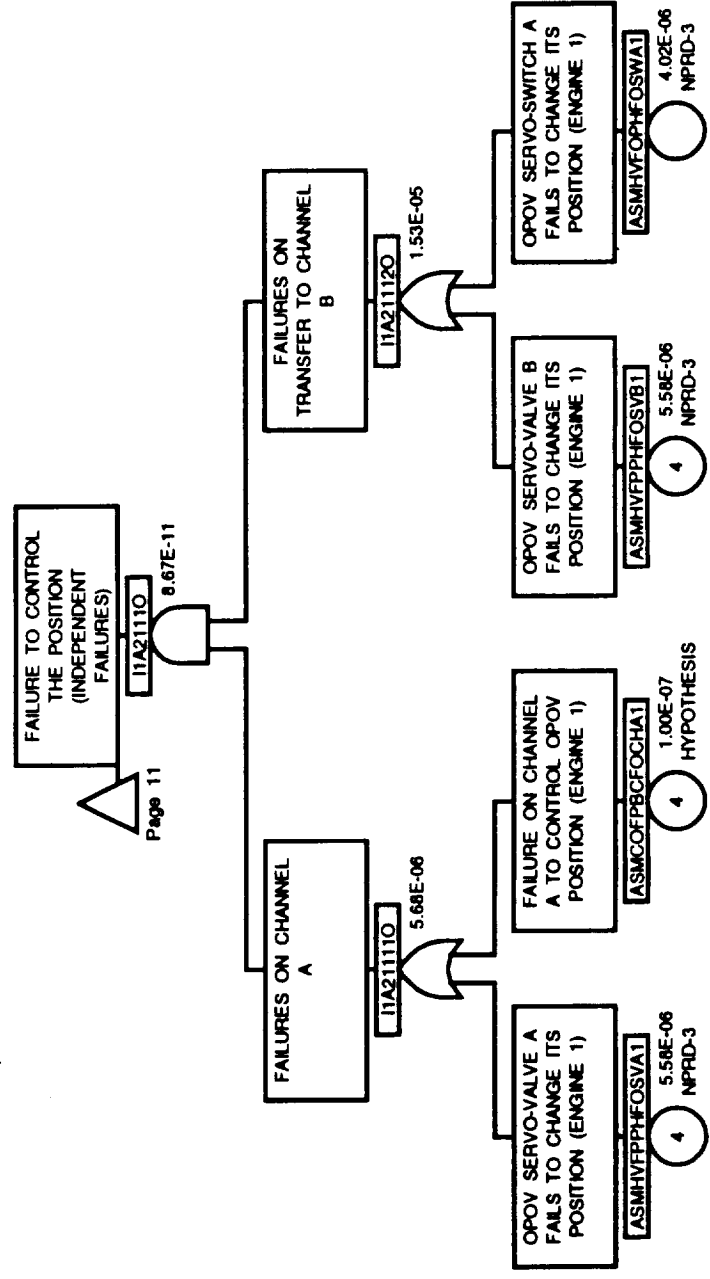 FAILURE TO CONTROL
THE POSITION
(INDEPENDENT
FAILURES)
Page 11
I1A2111O
8.67E-11
FAILURES ON CHANNEL
A
I1A21111O
5.68E-06
FAILURES ON
TRANSFER TO CHANNEL
B
I1A21112O
1.53E-05
OPOV SERVO-VALVE A
FAILS TO CHANGE ITS
POSITION (ENGINE 1)
ASMHVFPPHFOSVA1
4
5.58E-06
NPRD-3
FAILURE ON CHANNEL
A TO CONTROL OPOV
POSITION (ENGINE 1)
ASMCOFPBCFOCHA1
4
1.00E-07
HYPOTHESIS
OPOV SERVO-VALVE B
FAILS TO CHANGE ITS
POSITION (ENGINE 1)
ASMHVFPPHFOSVB1
4
5.58E-06
NPRD-3
OPOV SERVO-SWITCH A
FAILS TO CHANGE ITS
POSITION (ENGINE 1)
ASMHVFOPHFOSWA1
4.02E-06
NPRD-3